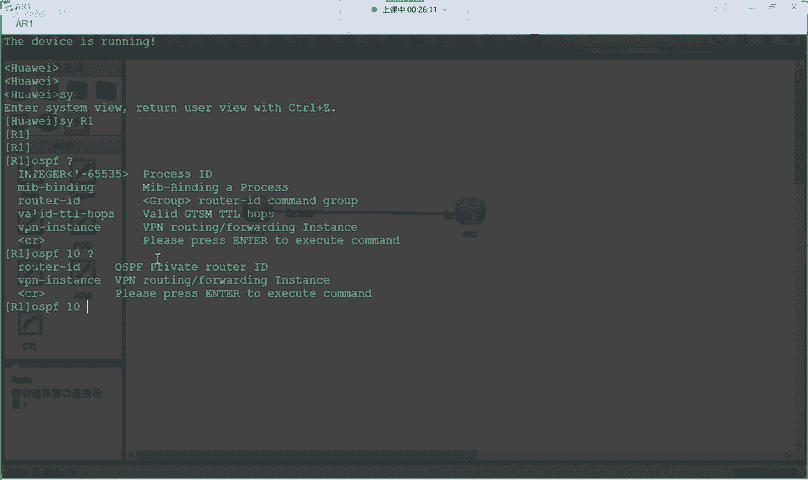 AR1
上课中 00:26:11
AR1
The device is running!
<Huawei>
<Huawei>
<Huawei>sy
Enter system view, return user view with Ctrl+Z.
[Huawei]sy R1
[R1]
[R1]
[R1]ospf ?
INTEGER<1-65535> Process ID
mib-binding Mib-Binding a Process
router-id <Group> router-id command group
valid-ttl-hops Valid GTSM TTL hops
vpn-instance VPN routing/forwarding Instance
<cr> Please press ENTER to execute command
[R1]ospf 10 ?
router-id OSPF private router ID
vpn-instance VPN routing/forwarding Instance
<cr> Please press ENTER to execute command
[R1]ospf 10
AR2
CTL
Auto